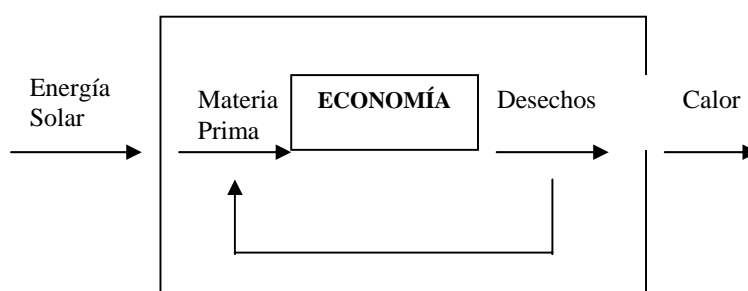 Energía
Solar
Materia
Prima
ECONOMÍA
Desechos
Calor